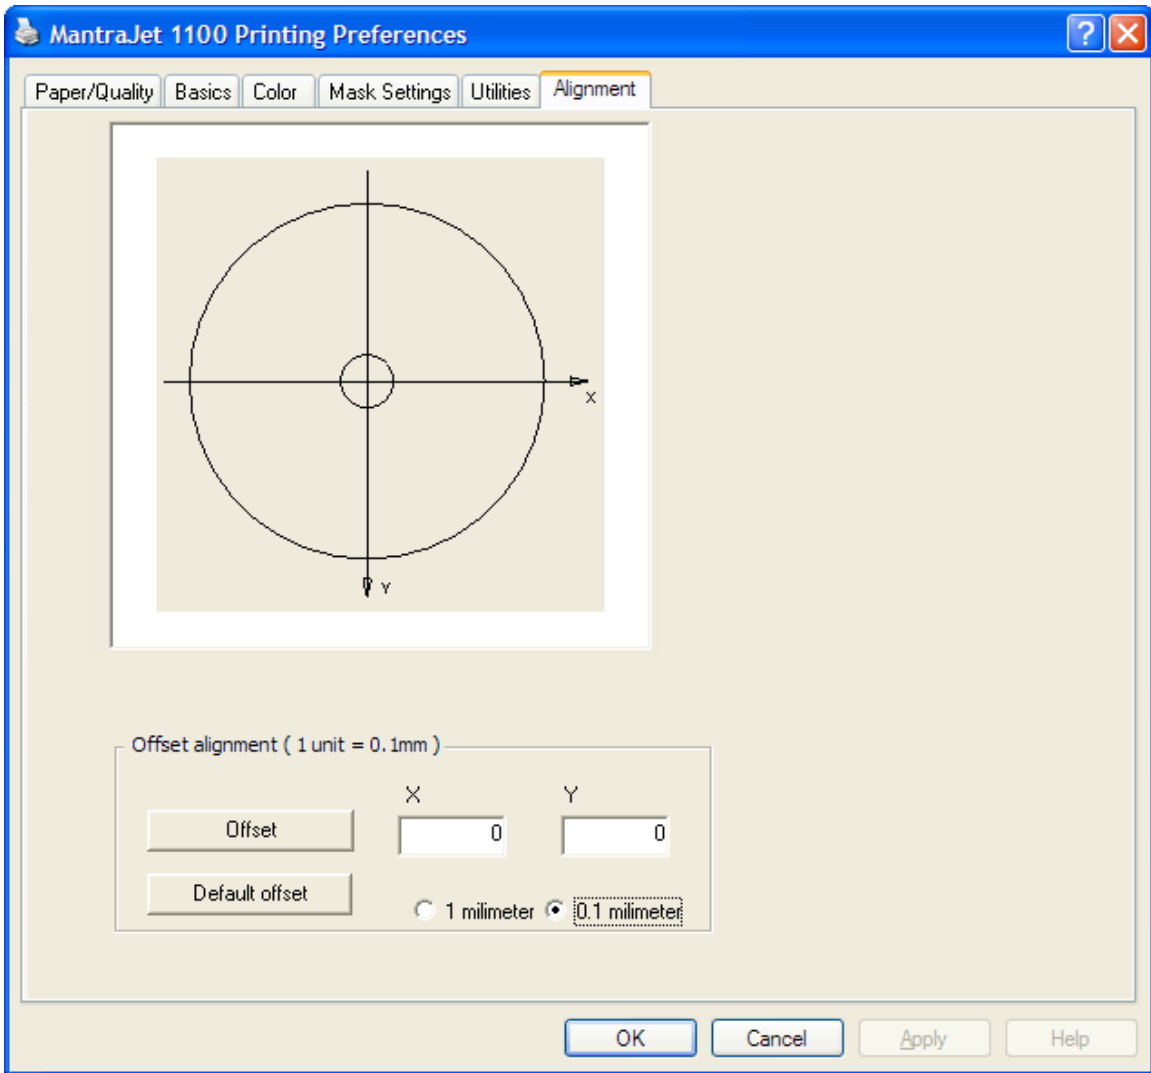 MantraJet 1100 Printing Preferences
Paper/Quality Basics Color Mask Settings Utilities Alignment
X
Y
Offset alignment ( 1 unit = 0.1mm )
X Y
Offset 0 0
Default offset
1 milimeter 0.1 milimeter
OK Cancel Apply Help